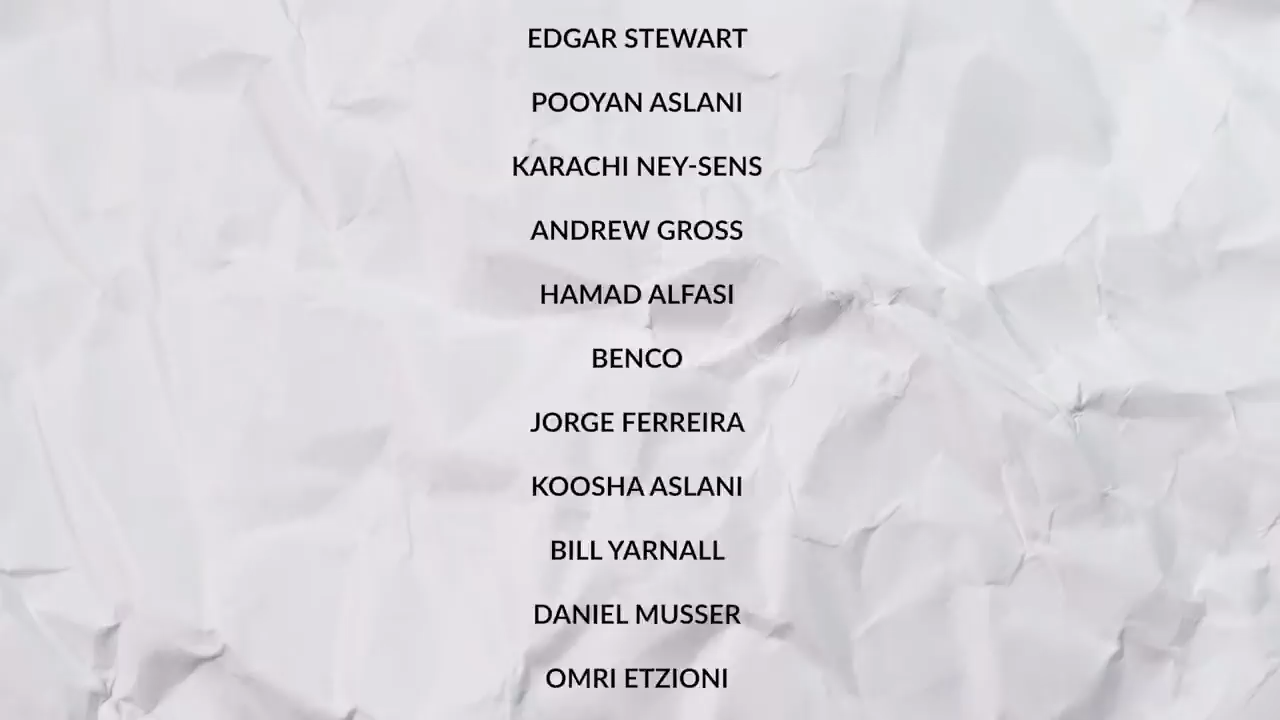 EDGAR STEWART
POOYAN ASLANI
KARACHI NEY-SENS
ANDREW GROSS
HAMAD ALFASI
BENCO
JORGE FERREIRA
KOOSHA ASLANI
BILL YARNALL
DANIEL MUSSER
OMRI ETZIONI